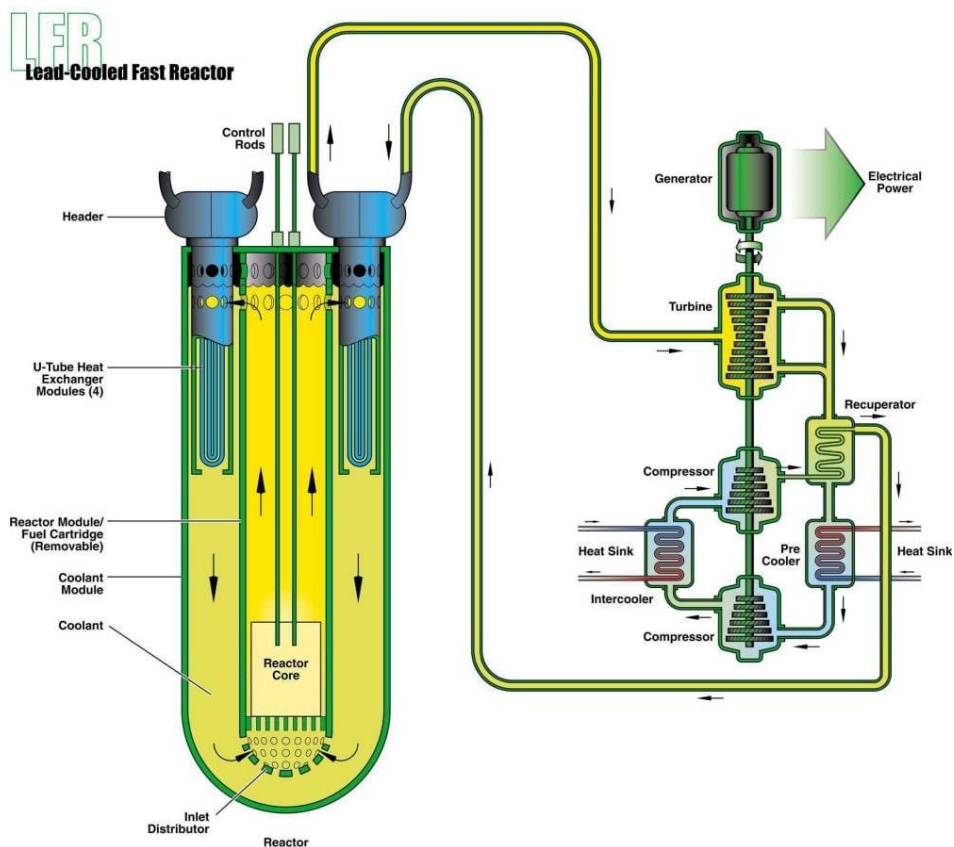 LFR
Lead-Cooled Fast Reactor
Control
Rods
Header
U-Tube Heat
Exchanger
Modules (4)
Reactor Module/
Fuel Cartridge
(Removable)
Coolant
Module
Coolant
Reactor
Core
Inlet
Distributor
Reactor
Generator
Electrical
Power
Turbine
Recuperator
Compressor
Heat Sink
Pre
Cooler
Heat Sink
Intercooler
Compressor